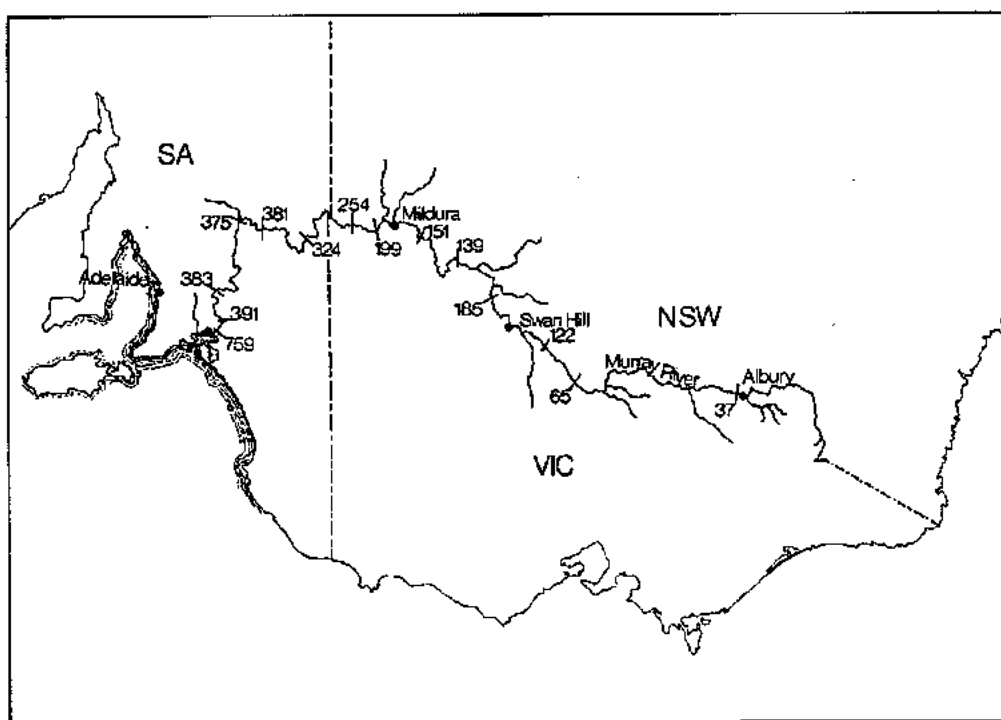 SA
254
Mildura
375
381
324
199
151
139
383
Adelaide
185
391
Swan Hill
NSW
759
122
Murray River
Albury
65
37
VIC